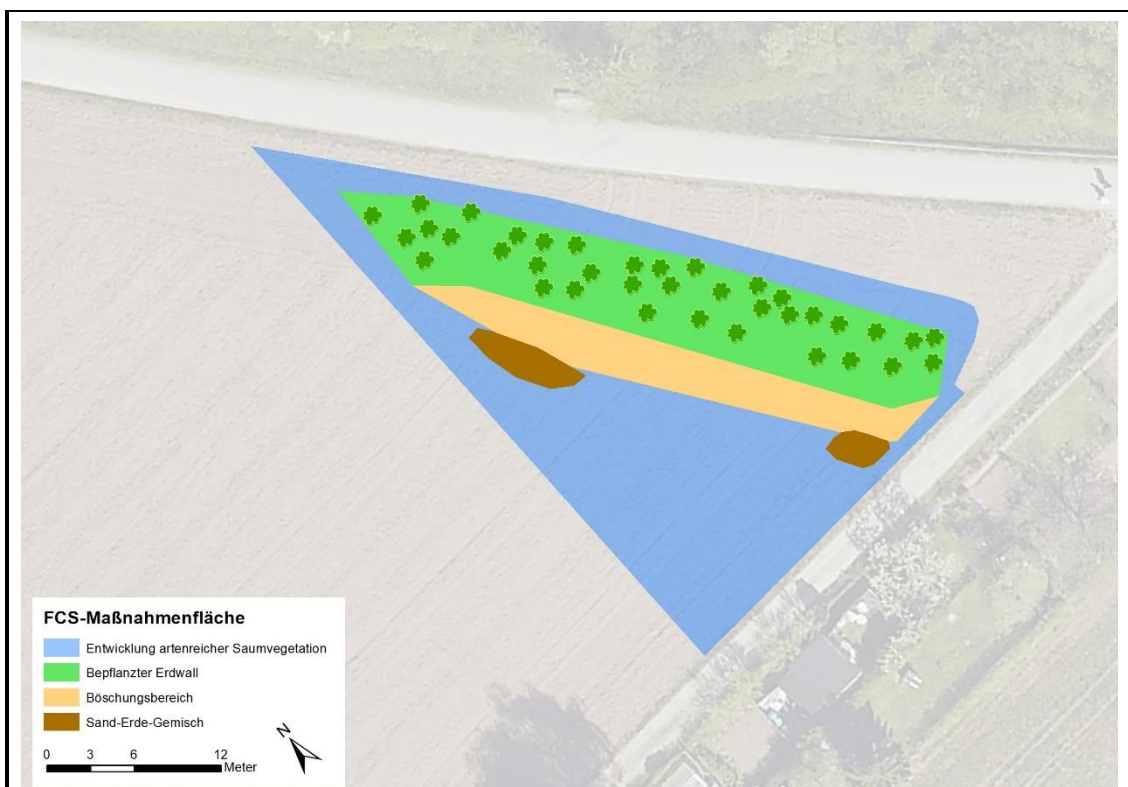 FCS-Maßnahmenfläche
Entwicklung artenreicher Saumvegetation
Bepflanzter Erdwall
Böschungsbereich
Sand-Erde-Gemisch
N
0 3 6 12
Meter